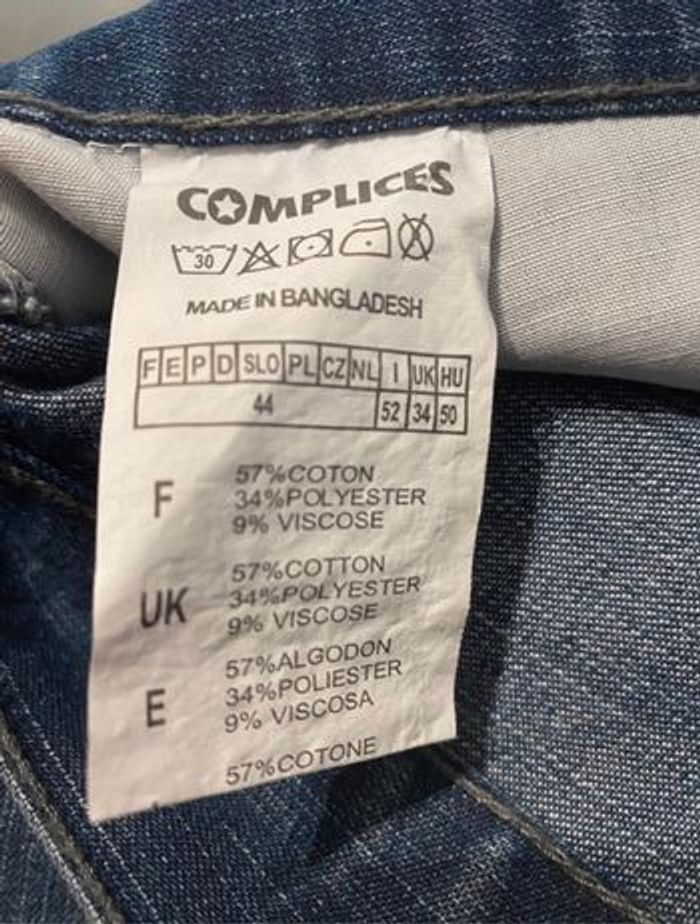 COMPLICES
30
MADE IN BANGLADESH
F E P D SLO PL CZ NL I UK HU
44 52 34 50
F
57%COTON
34%POLYESTER
9% VISCOSE
UK
57%COTTON
34%POLYESTER
9% VISCOSE
E
57%ALGODON
34%POLIESTER
9% VISCOSA
57%COTONE